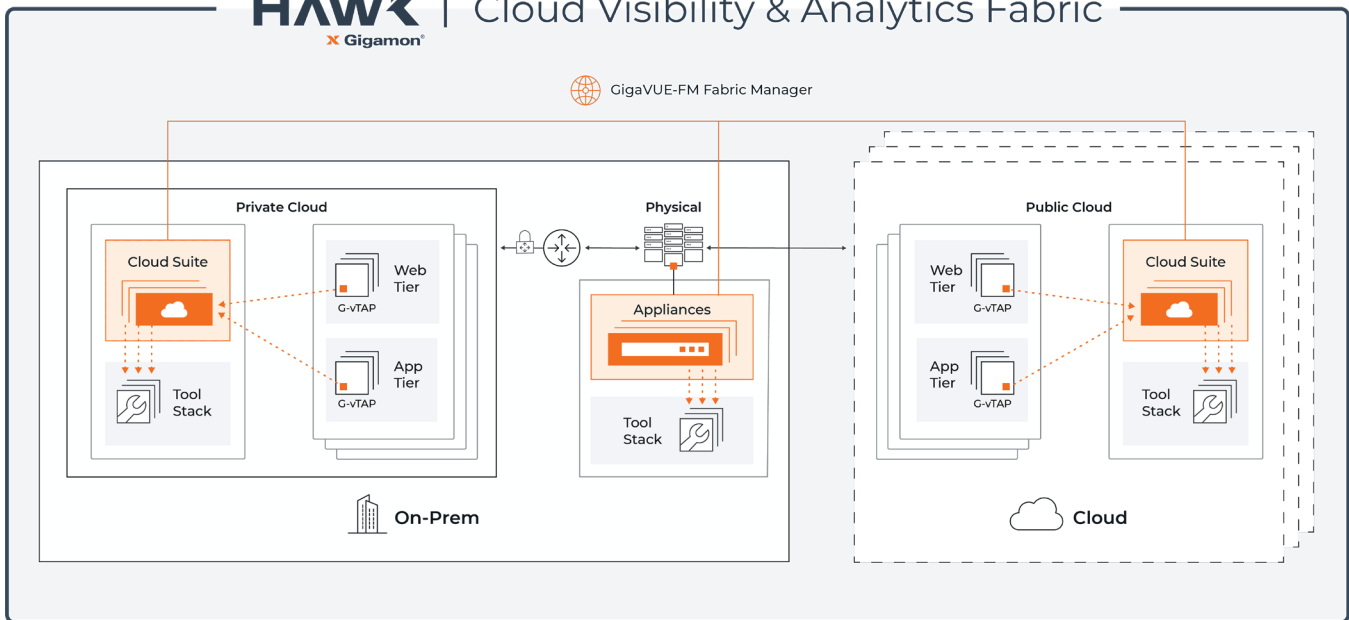 HAWK | Cloud Visibility & Analytics Fabric
Gigamon®
GigaVUE-FM Fabric Manager
Private Cloud
Cloud Suite
Tool
Stack
Web
Tier
G-vTAP
App
Tier
G-vTAP
Physical
Appliances
Tool
Stack
On-Prem
Public Cloud
Web
Tier
G-vTAP
App
Tier
G-vTAP
Cloud Suite
Tool
Stack
Cloud